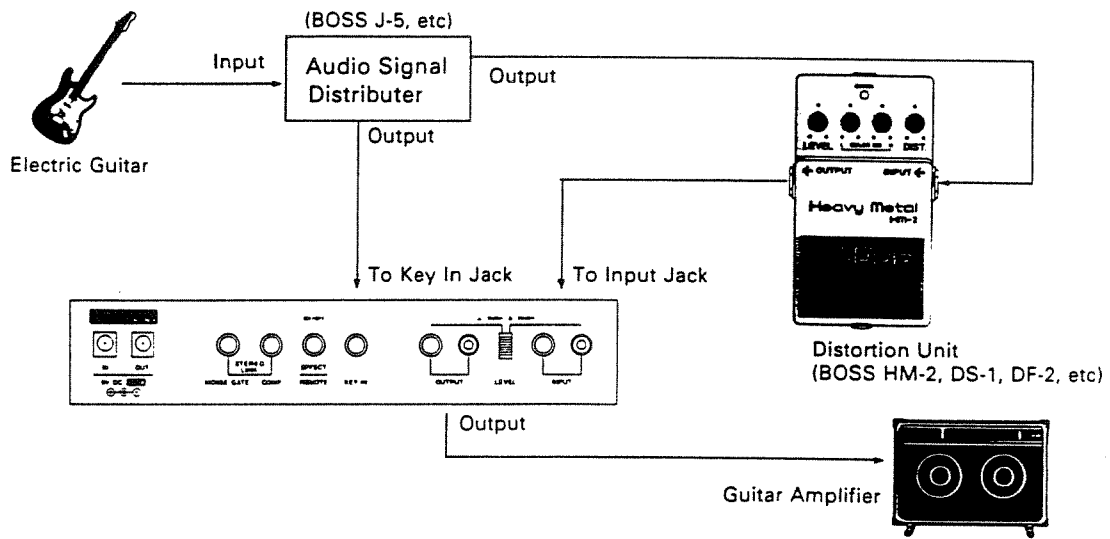 (BOSS J-5, etc)
Input
Audio Signal
Distributer
Output
Output
Electric Guitar
LEVEL
DIST.
← OUTPUT
INPUT ←
Heavy Metal
HM-2
To Key In Jack
To Input Jack
IN
OUT
9V DC
STEREO
LINK
NOISE GATE
COMP
EFFECT
REMOTE
KEY IN
OUTPUT
LEVEL
INPUT
Distortion Unit
(BOSS HM-2, DS-1, DF-2, etc)
Output
Guitar Amplifier